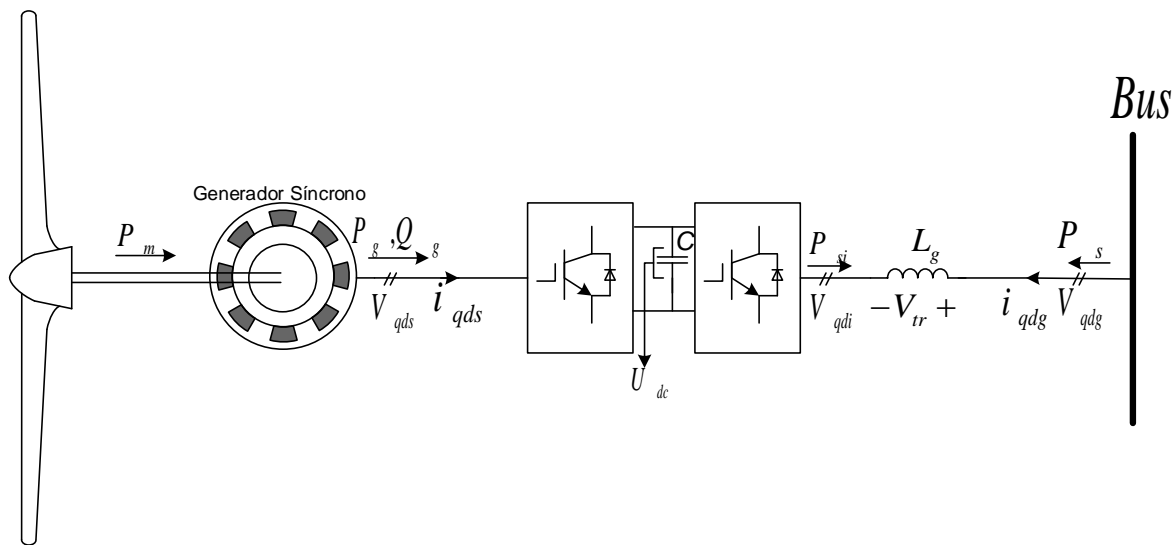 Bus
Generador Síncrono
P_m
P_g ,Q_g
V_qds
i_qds
C
U_dc
P_si
V_qdi
L_g
−V_tr +
i_qdg
P_s
V_qdg